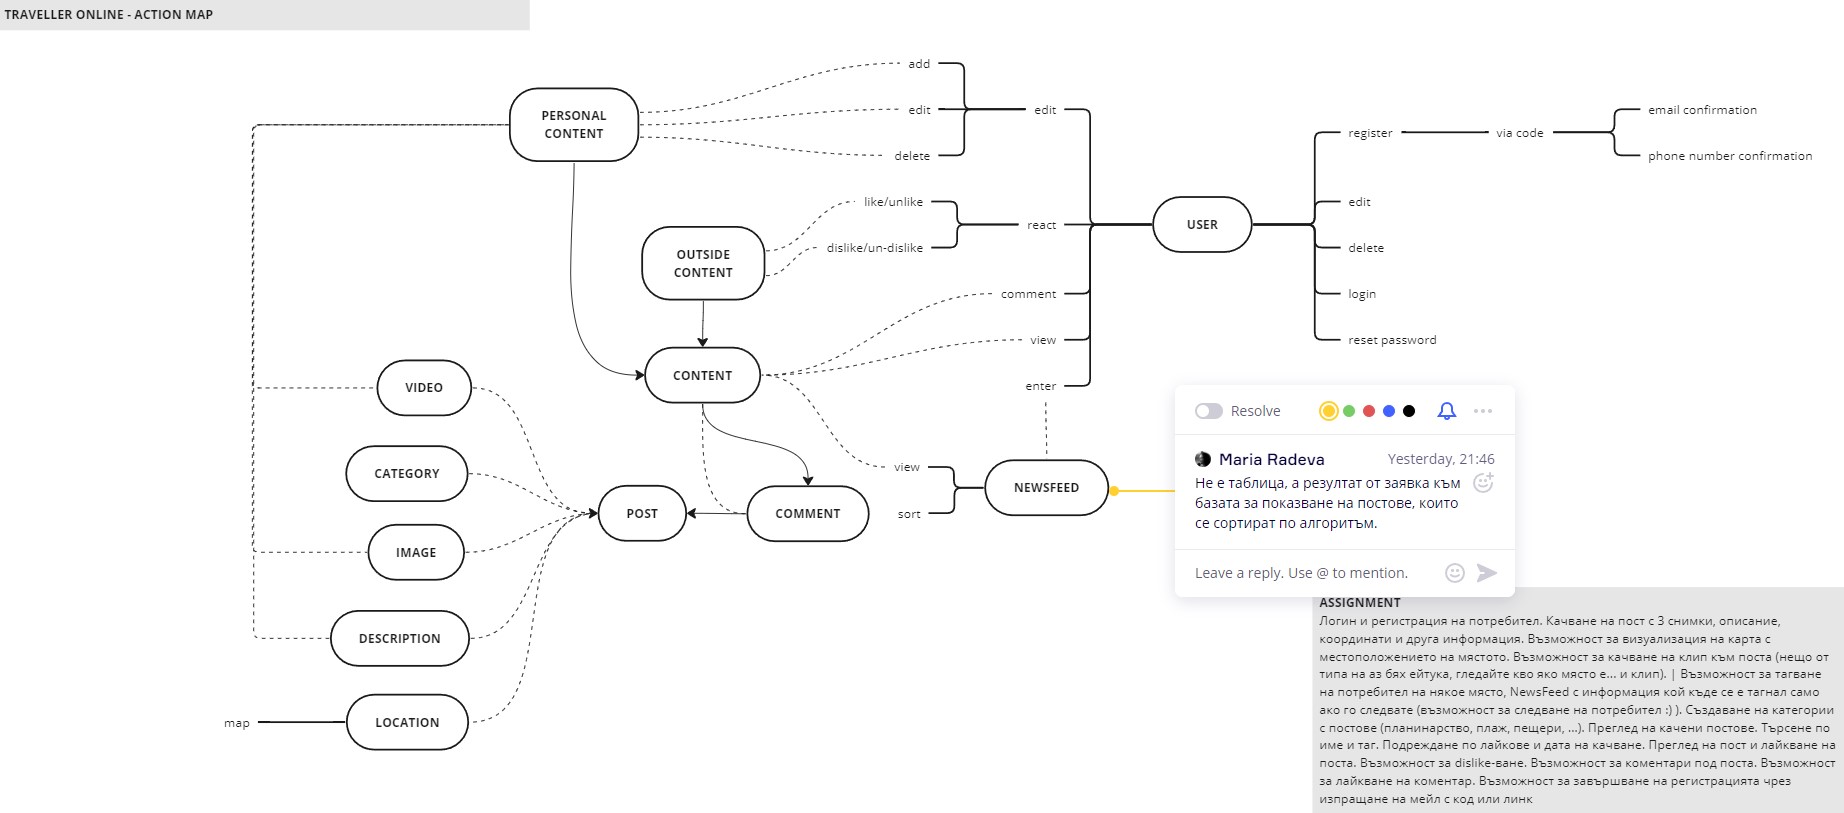 TRAVELLER ONLINE - ACTION MAP
add
PERSONAL
CONTENT
edit
edit
delete
like/unlike
react
dislike/un-dislike
OUTSIDE
CONTENT
comment
view
enter
USER
register
via code
email confirmation
phone number confirmation
edit
delete
login
reset password
CONTENT
VIDEO
CATEGORY
IMAGE
DESCRIPTION
LOCATION
map
POST
COMMENT
view
sort
NEWSFEED
Resolve
Maria Radeva
Yesterday, 21:46
Не е таблица, а резултат от заявка към
базата за показване на постове, които
се сортират по алгоритъм.
Leave a reply. Use @ to mention.
ASSIGNMENT
Логин и регистрация на потребител. Качване на пост с 3 снимки, описание,
координати и друга информация. Възможност за визуализация на карта с
местоположението на мястото. Възможност за качване на клип към поста (нещо от
типа на аз бях ейтука, гледайте кво яко място е... и клип). | Възможност за тагване
на потребител на някое място, NewsFeed с информация кой къде се е тагнал само
ако го следвате (възможност за следване на потребител :) ). Създаване на категории
с постове (планинарство, плаж, пещери, ...). Преглед на качени постове. Търсене по
име и таг. Подреждане по лайкове и дата на качване. Преглед на пост и лайкване на
поста. Възможност за dislike-ване. Възможност за коментари под поста. Възможност
за лайкване на коментар. Възможност за завършване на регистрацията чрез
изпращане на мейл с код или линк